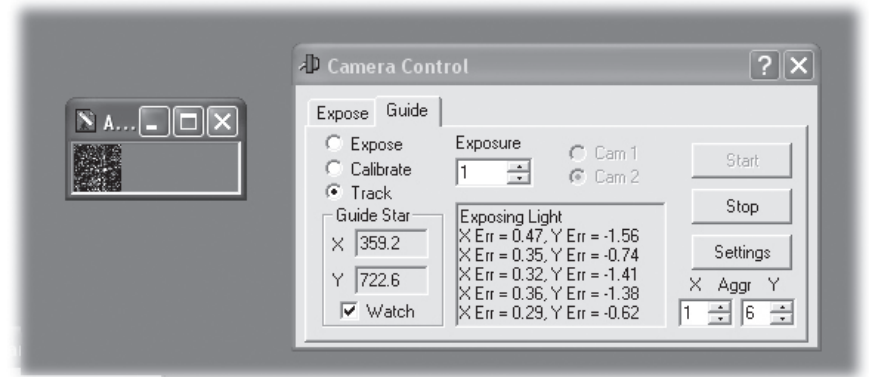 A...
Camera Control
Expose Guide
Expose
Calibrate
Track
Exposure
1
Cam 1
Cam 2
Start
Stop
Settings
Guide Star
X 359.2
Y 722.6
Watch
Exposing Light
X Err = 0.47, Y Err = -1.56
X Err = 0.35, Y Err = -0.74
X Err = 0.32, Y Err = -1.41
X Err = 0.36, Y Err = -1.38
X Err = 0.29, Y Err = -0.62
X Aggr Y
1 6